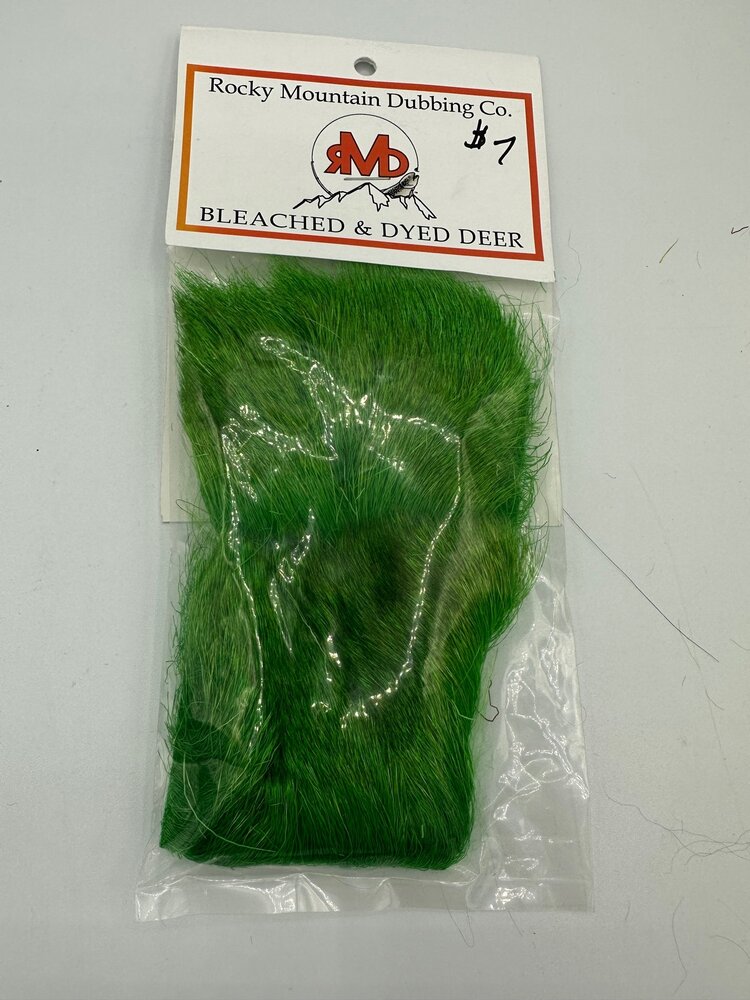 Rocky Mountain Dubbing Co.
$7
RMD
BLEACHED & DYED DEER